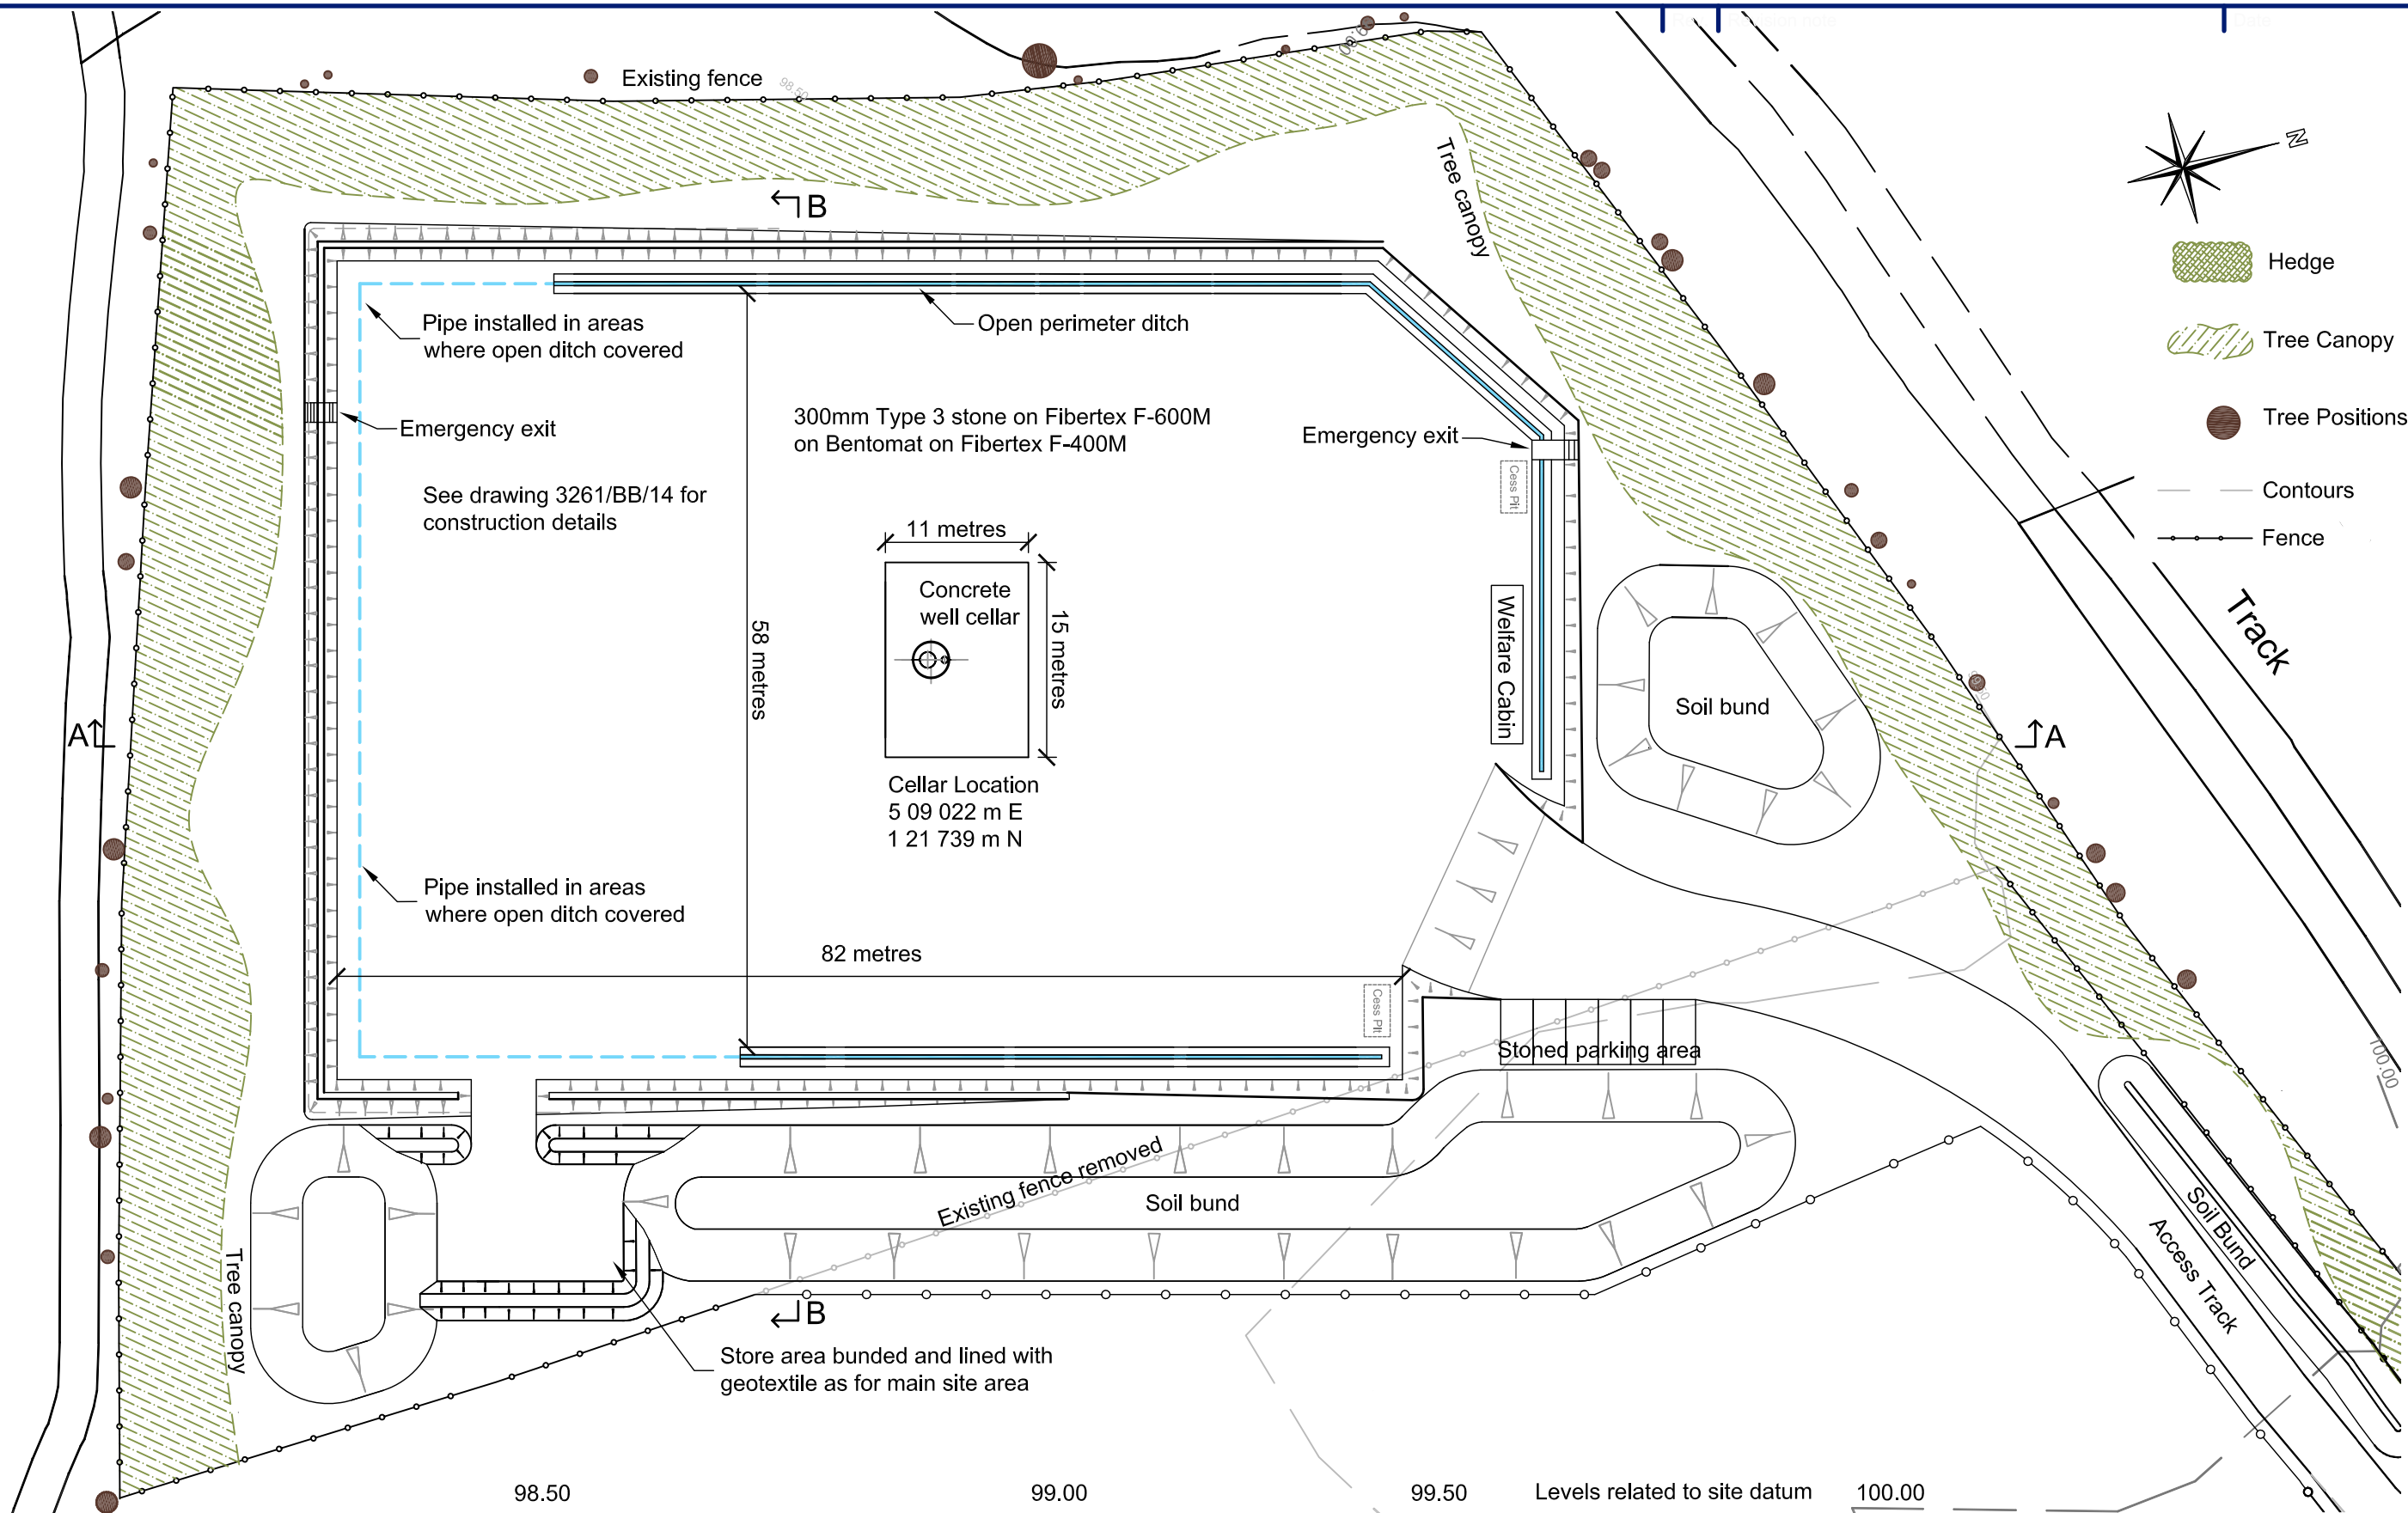 Existing fence
98.50
N
Hedge
Tree Canopy
Tree Positions
Contours
Fence
Tree canopy
B
Pipe installed in areas
where open ditch covered
Open perimeter ditch
Emergency exit
300mm Type 3 stone on Fibertex F-600M
on Bentomat on Fibertex F-400M
Emergency exit
Cess Pit
See drawing 3261/BB/14 for
construction details
11 metres
Concrete
well cellar
15 metres
58 metres
Welfare Cabin
Soil bund
Track
A
A
Cellar Location
5 09 022 m E
1 21 739 m N
Pipe installed in areas
where open ditch covered
82 metres
Cess Pit
Stoned parking area
100.00
Existing fence removed
Soil bund
Soil Bund
Access Track
Tree canopy
B
Store area bunded and lined with
geotextile as for main site area
98.50
99.00
99.50
Levels related to site datum
100.00